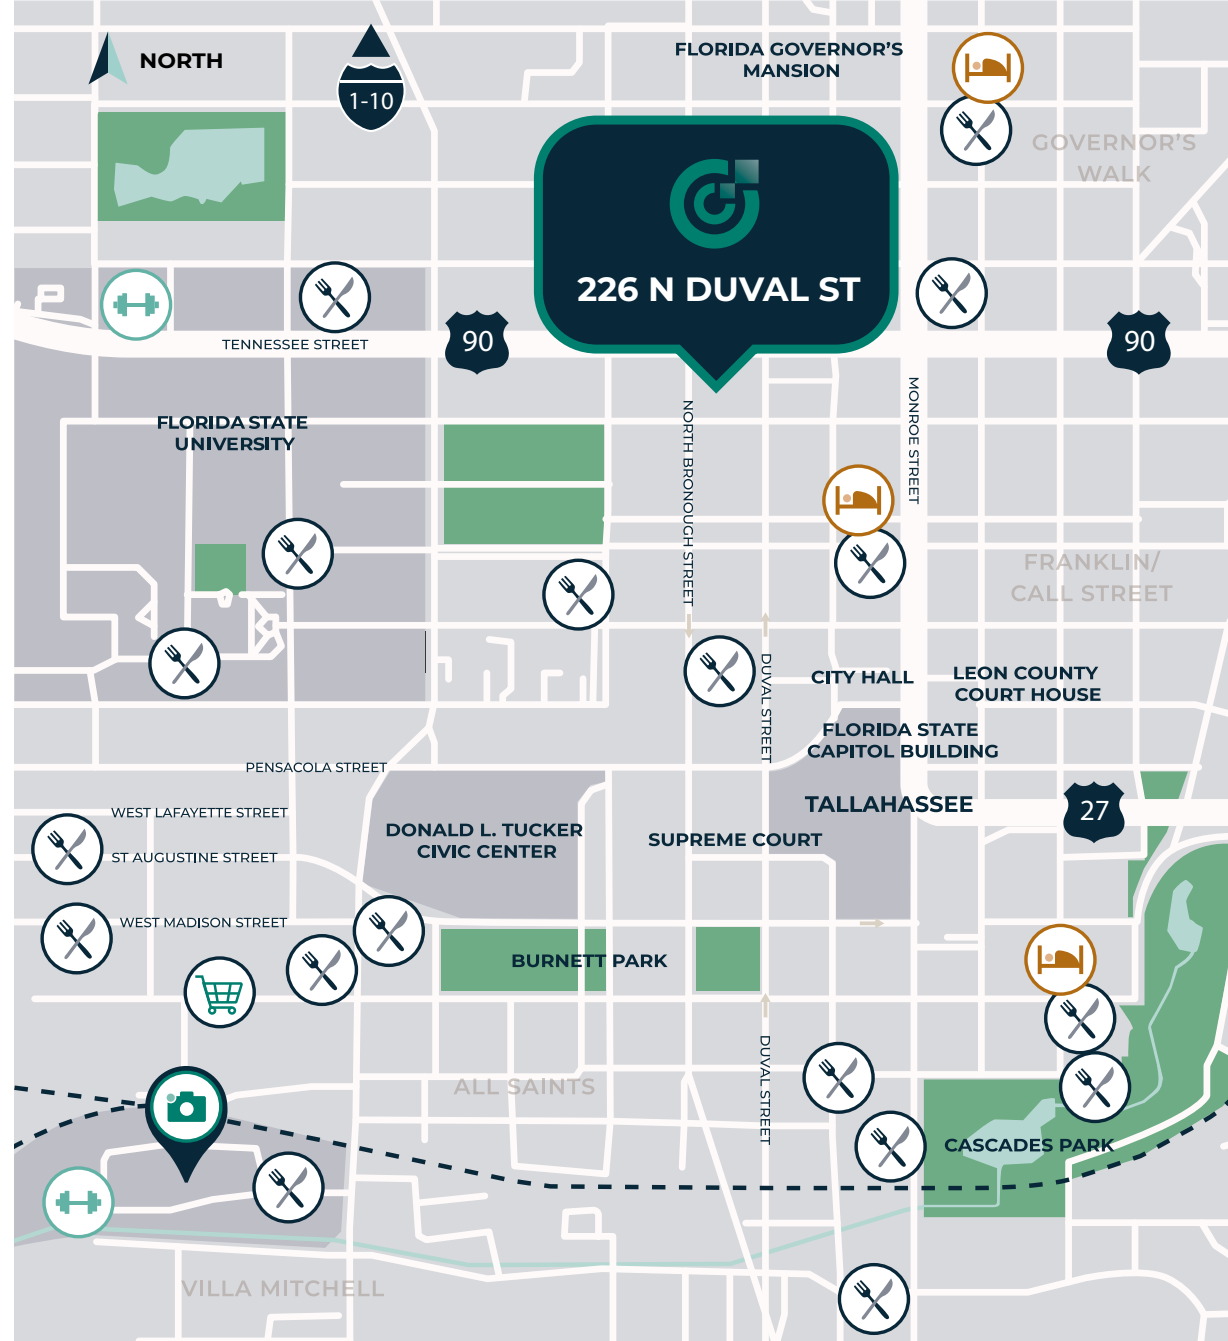 NORTH
1-10
FLORIDA GOVERNOR'S
MANSION
GOVERNOR'S
WALK
226 N DUVAL ST
TENNESSEE STREET
90
90
FLORIDA STATE
UNIVERSITY
NORTH BRONOUGH STREET
MONROE STREET
FRANKLIN/
CALL STREET
DUVAL STREET
CITY HALL
LEON COUNTY
COURT HOUSE
FLORIDA STATE
CAPITOL BUILDING
PENSACOLA STREET
TALLAHASSEE
27
WEST LAFAYETTE STREET
DONALD L. TUCKER
CIVIC CENTER
SUPREME COURT
ST AUGUSTINE STREET
WEST MADISON STREET
BURNETT PARK
ALL SAINTS
DUVAL STREET
CASCADES PARK
VILLA MITCHELL